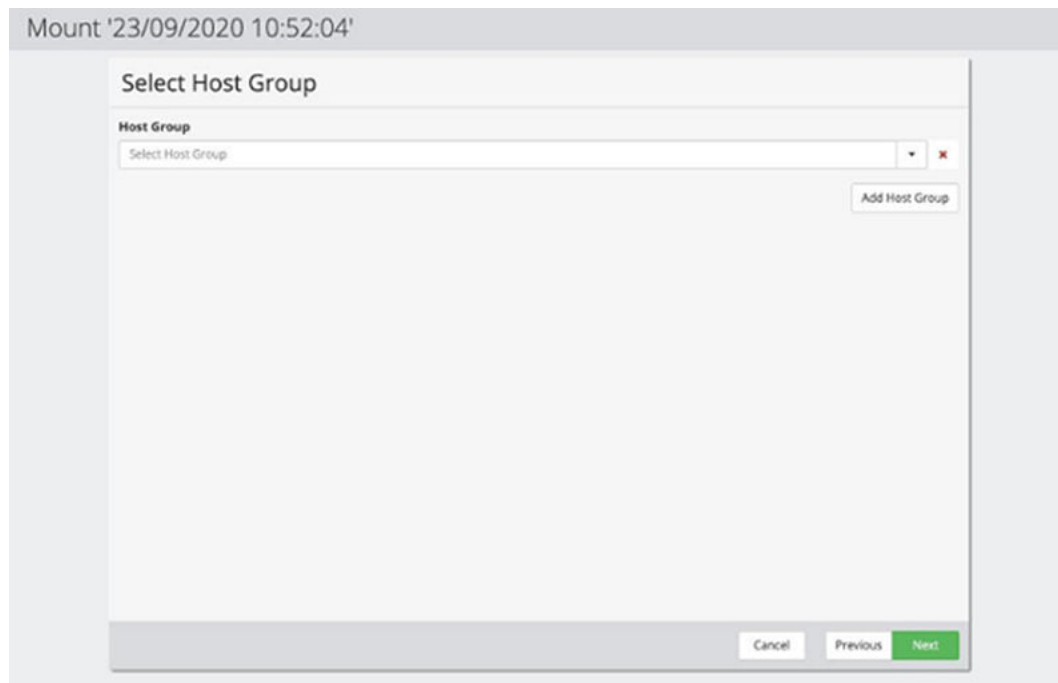 Mount '23/09/2020 10:52:04'
Select Host Group
Host Group
Select Host Group
Add Host Group
Cancel Previous Next